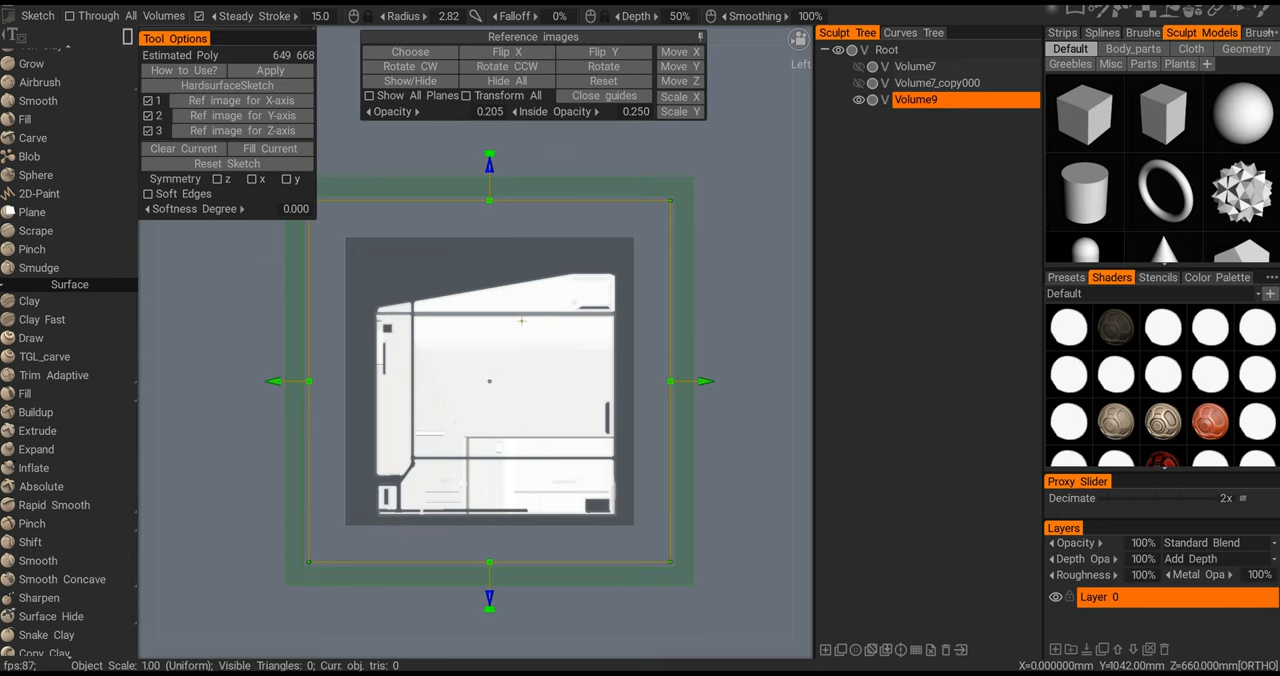 Sketch Through All Volumes Steady Stroke 15.0 Radius 2.82 Falloff 0% Depth 50% Smoothing 100%
Grow
Airbrush
Smooth
Fill
Carve
Blob
Sphere
2D-Paint
Plane
Scrape
Pinch
Smudge
Surface
Clay
Clay Fast
Draw
TGL_carve
Trim Adaptive
Fill
Buildup
Extrude
Expand
Inflate
Absolute
Rapid Smooth
Pinch
Shift
Smooth
Smooth Concave
Sharpen
Surface Hide
Snake Clay
Tool Options
Estimated Poly 649 668
How to Use? Apply
HardsurfaceSketch
1 Ref image for X-axis
2 Ref image for Y-axis
3 Ref image for Z-axis
Clear Current Fill Current
Reset Sketch
Symmetry z x y
Soft Edges
Softness Degree 0.000
Reference images
Choose Flip X Flip Y Move X
Rotate CW Rotate CCW Rotate Move Y
Show/Hide Hide All Reset Move Z
Show All Planes Transform All Close guides Scale X
Opacity 0.205 Inside Opacity 0.250 Scale Y
Left
Sculpt Tree Curves Tree
V Root
V Volume7
V Volume7_copy000
V Volume9
Strips Splines Brushe Sculpt Models Brush
Default Body_parts Cloth Geometry
Greebles Misc Parts Plants +
Presets Shaders Stencils Color Palette
Default
Proxy Slider
Decimate 2x
Layers
Opacity 100% Standard Blend
Depth Opa 100% Add Depth
Roughness 100% Metal Opa 100%
Layer 0
fps:87; Object Scale: 1.00 (Uniform); Visible Triangles: 0; Curr. obj. tris: 0
X=0.000000mm Y=1042.00mm Z=660.000mm[ORTHO]